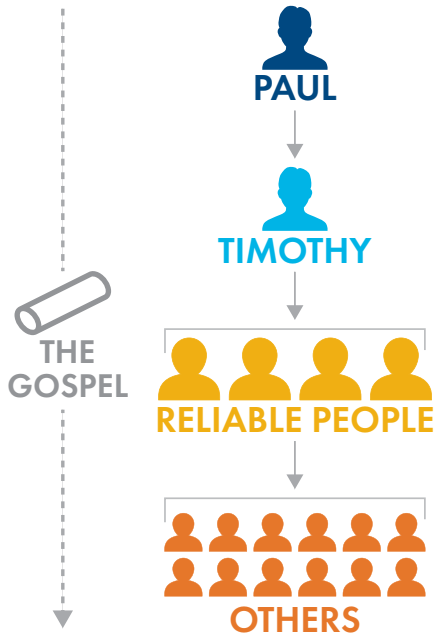 PAUL
TIMOTHY
THE
GOSPEL
RELIABLE PEOPLE
OTHERS